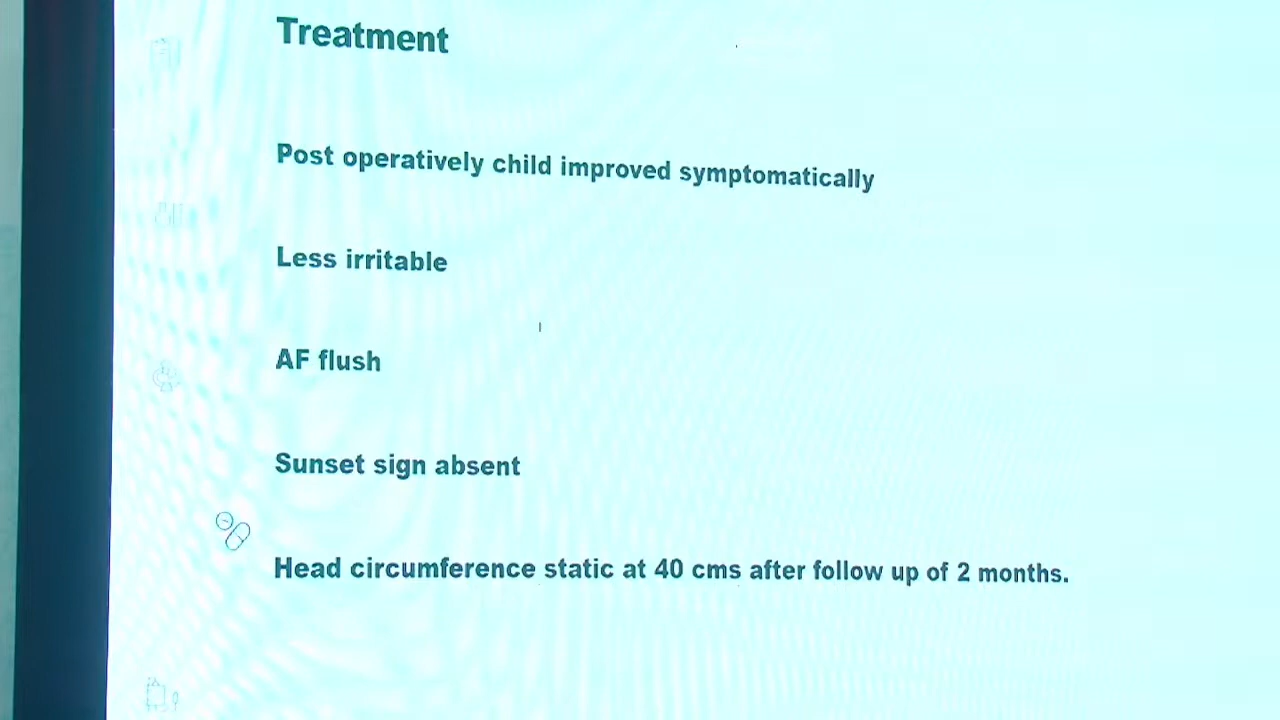 Treatment
Post operatively child improved symptomatically
Less irritable
AF flush
Sunset sign absent
Head circumference static at 40 cms after follow up of 2 months.